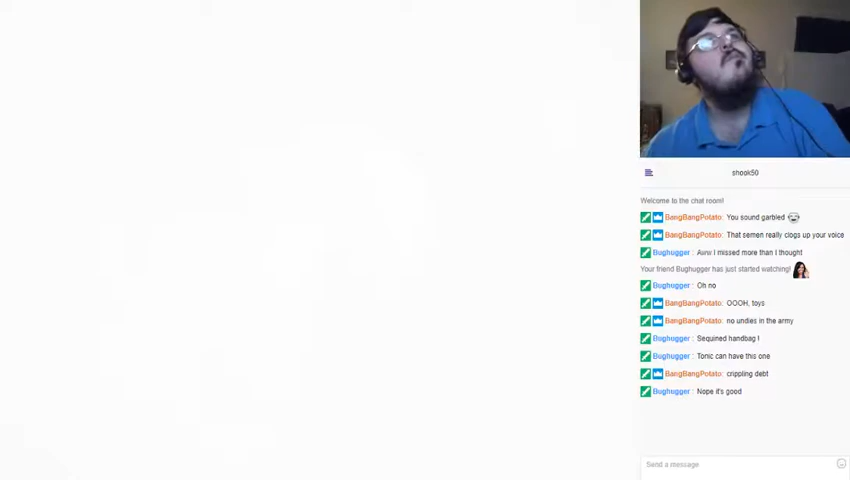 shook50
Welcome to the chat room!
BangBangPotato: You sound garbled
BangBangPotato: That semen really clogs up your voice
Bughugger : Aww I missed more than I thought
Your friend Bughugger has just started watching!
Bughugger : Oh no
BangBangPotato: OOOH, toys
BangBangPotato: no undies in the army
Bughugger : Sequined handbag !
Bughugger : Tonic can have this one
BangBangPotato: crippling debt
Bughugger : Nope it's good
Send a message